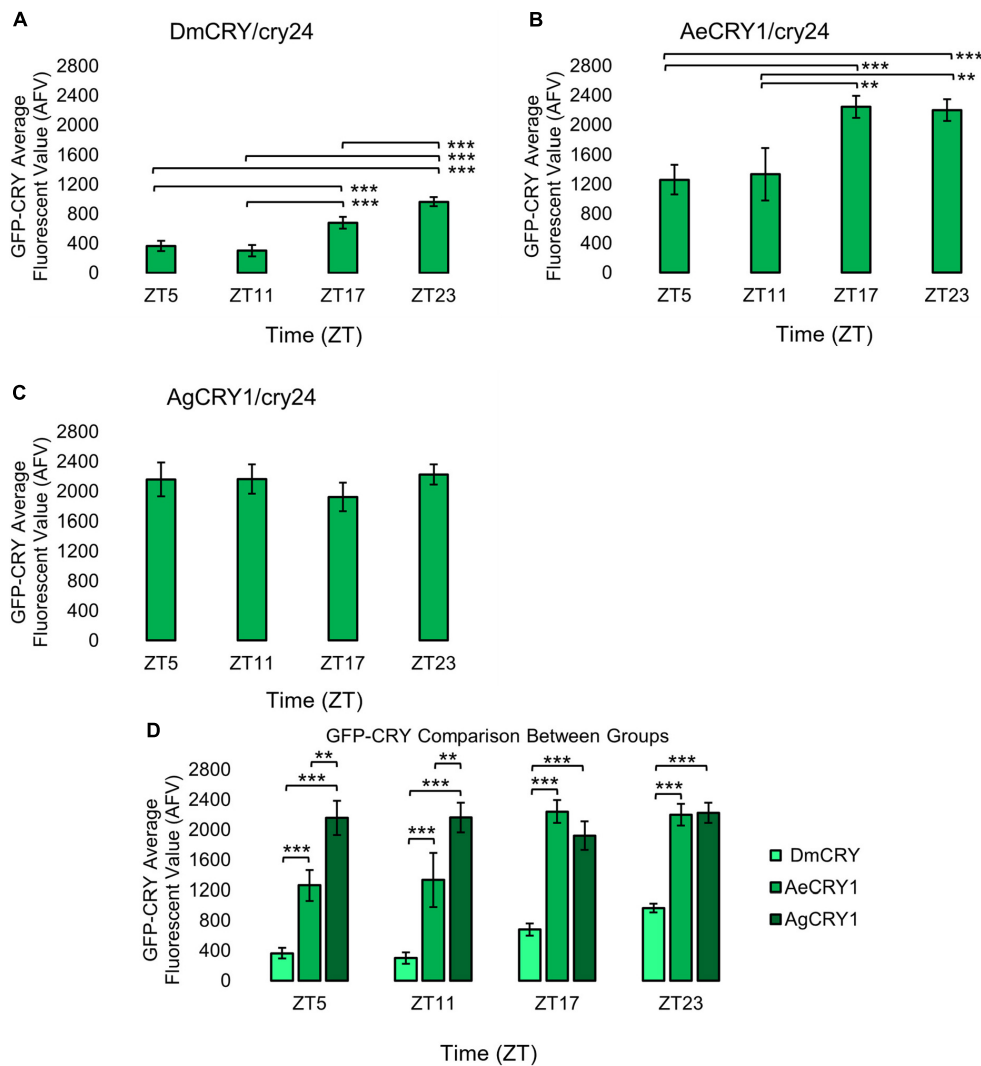 A
DmCRY/cry24
GFP-CRY Average
Fluorescent Value (AFV)
2800
2400
2000
1600
1200
800
400
0
***
***
***
***
***
ZT5 ZT11 ZT17 ZT23
Time (ZT)
B
AeCRY1/cry24
GFP-CRY Average
Fluorescent Value (AFV)
2800
2400
2000
1600
1200
800
400
0
***
***
**
**
ZT5 ZT11 ZT17 ZT23
Time (ZT)
C
AgCRY1/cry24
GFP-CRY Average
Fluorescent Value (AFV)
2800
2400
2000
1600
1200
800
400
0
ZT5 ZT11 ZT17 ZT23
Time (ZT)
D
GFP-CRY Comparison Between Groups
GFP-CRY Average
Fluorescent Value (AFV)
2800
2400
2000
1600
1200
800
400
0
** ** *** ***
*** *** *** ***
*** ***
ZT5 ZT11 ZT17 ZT23
Time (ZT)
DmCRY
AeCRY1
AgCRY1